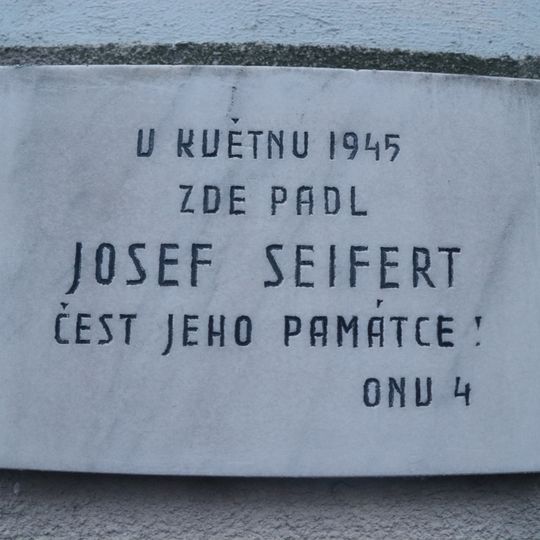 V KVĚTNU 1945
ZDE PADL
JOSEF SEIFERT
ČEST JEHO PAMÁTCE!
ONV 4